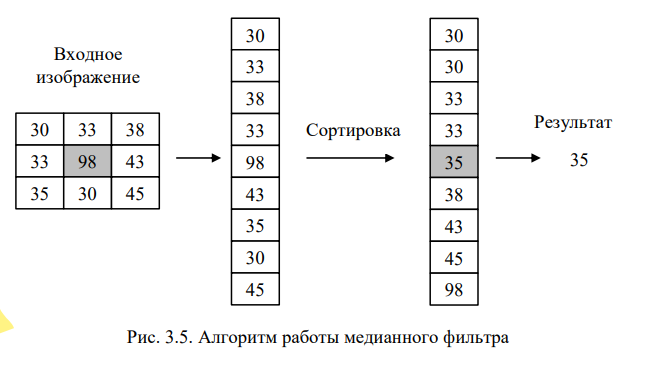 Входное
изображение
30 33 38
33 98 43
35 30 45
30
33
38
33
98
43
35
30
45
Сортировка
30
30
33
33
35
38
43
45
98
Результат
35
Рис. 3.5. Алгоритм работы медианного фильтра